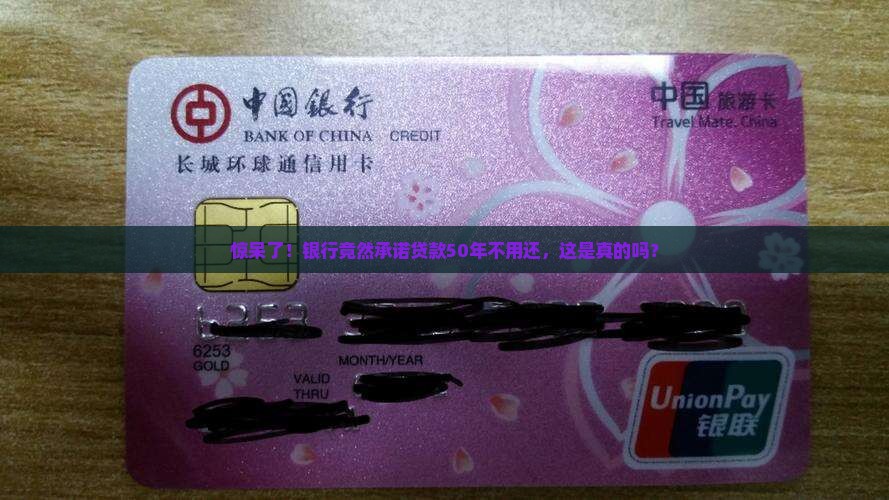 中国银行
BANK OF CHINA CREDIT
长城环球通信用卡
中国 旅游卡
Travel Mate. China
惊呆了！银行竟然承诺贷款50年不用还，这是真的吗？
6253
6253
GOLD
MONTH/YEAR
VALID
THRU
UnionPay
银联